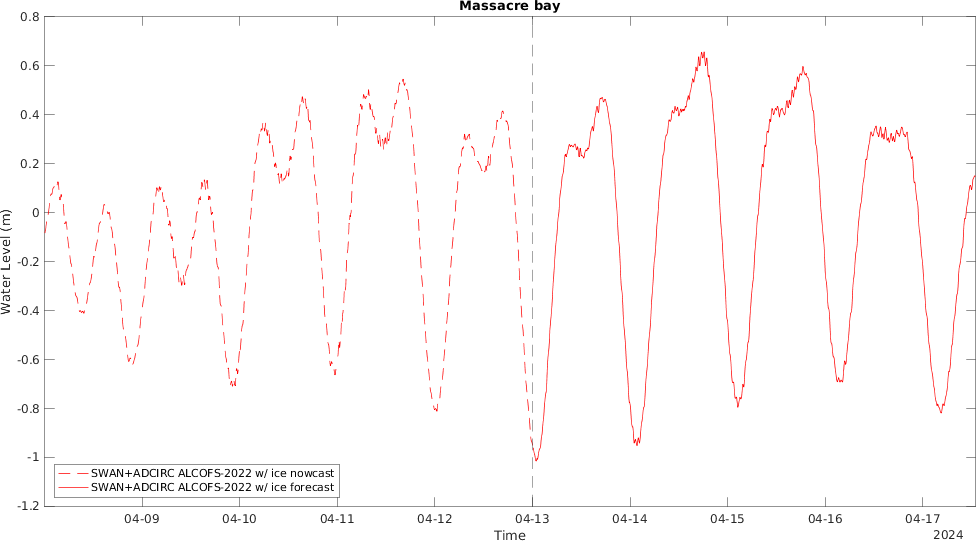 Massacre bay
0.8
0.6
0.4
0.2
0
-0.2
-0.4
-0.6
-0.8
-1
-1.2
Water Level (m)
SWAN+ADCIRC ALCOFS-2022 w/ ice nowcast
SWAN+ADCIRC ALCOFS-2022 w/ ice forecast
04-09 04-10 04-11 04-12 04-13 04-14 04-15 04-16 04-17
Time
2024